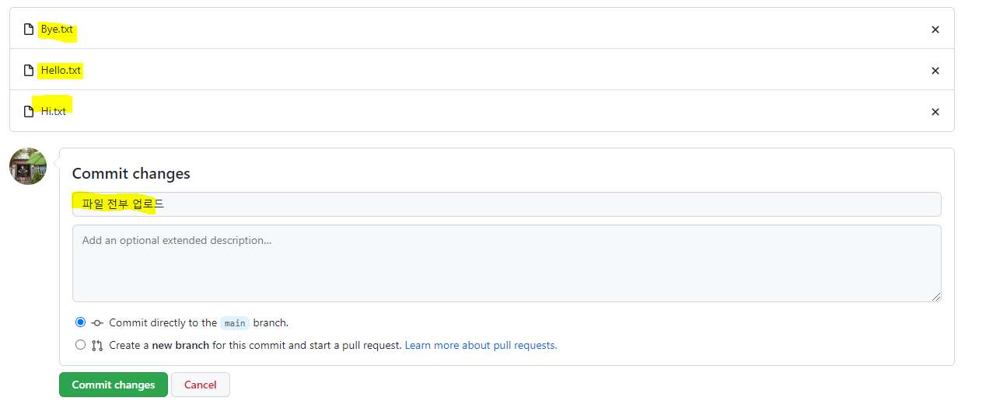 Bye.txt
Hello.txt
Hi.txt
Commit changes
파일 전부 업로드
Add an optional extended description...
Commit directly to the main branch.
Create a new branch for this commit and start a pull request. Learn more about pull requests.
Commit changes Cancel